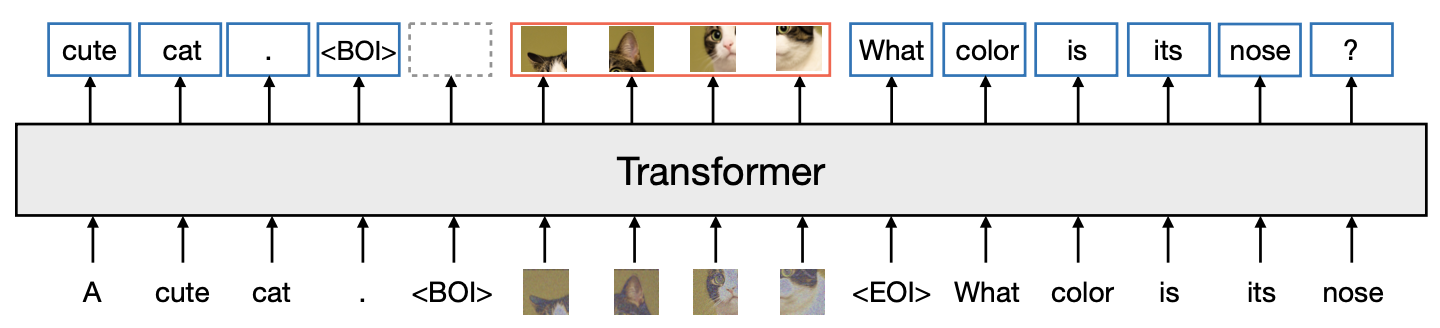 cute cat . <BOI> What color is its nose ?
Transformer
A cute cat . <BOI> <EOI> What color is its nose